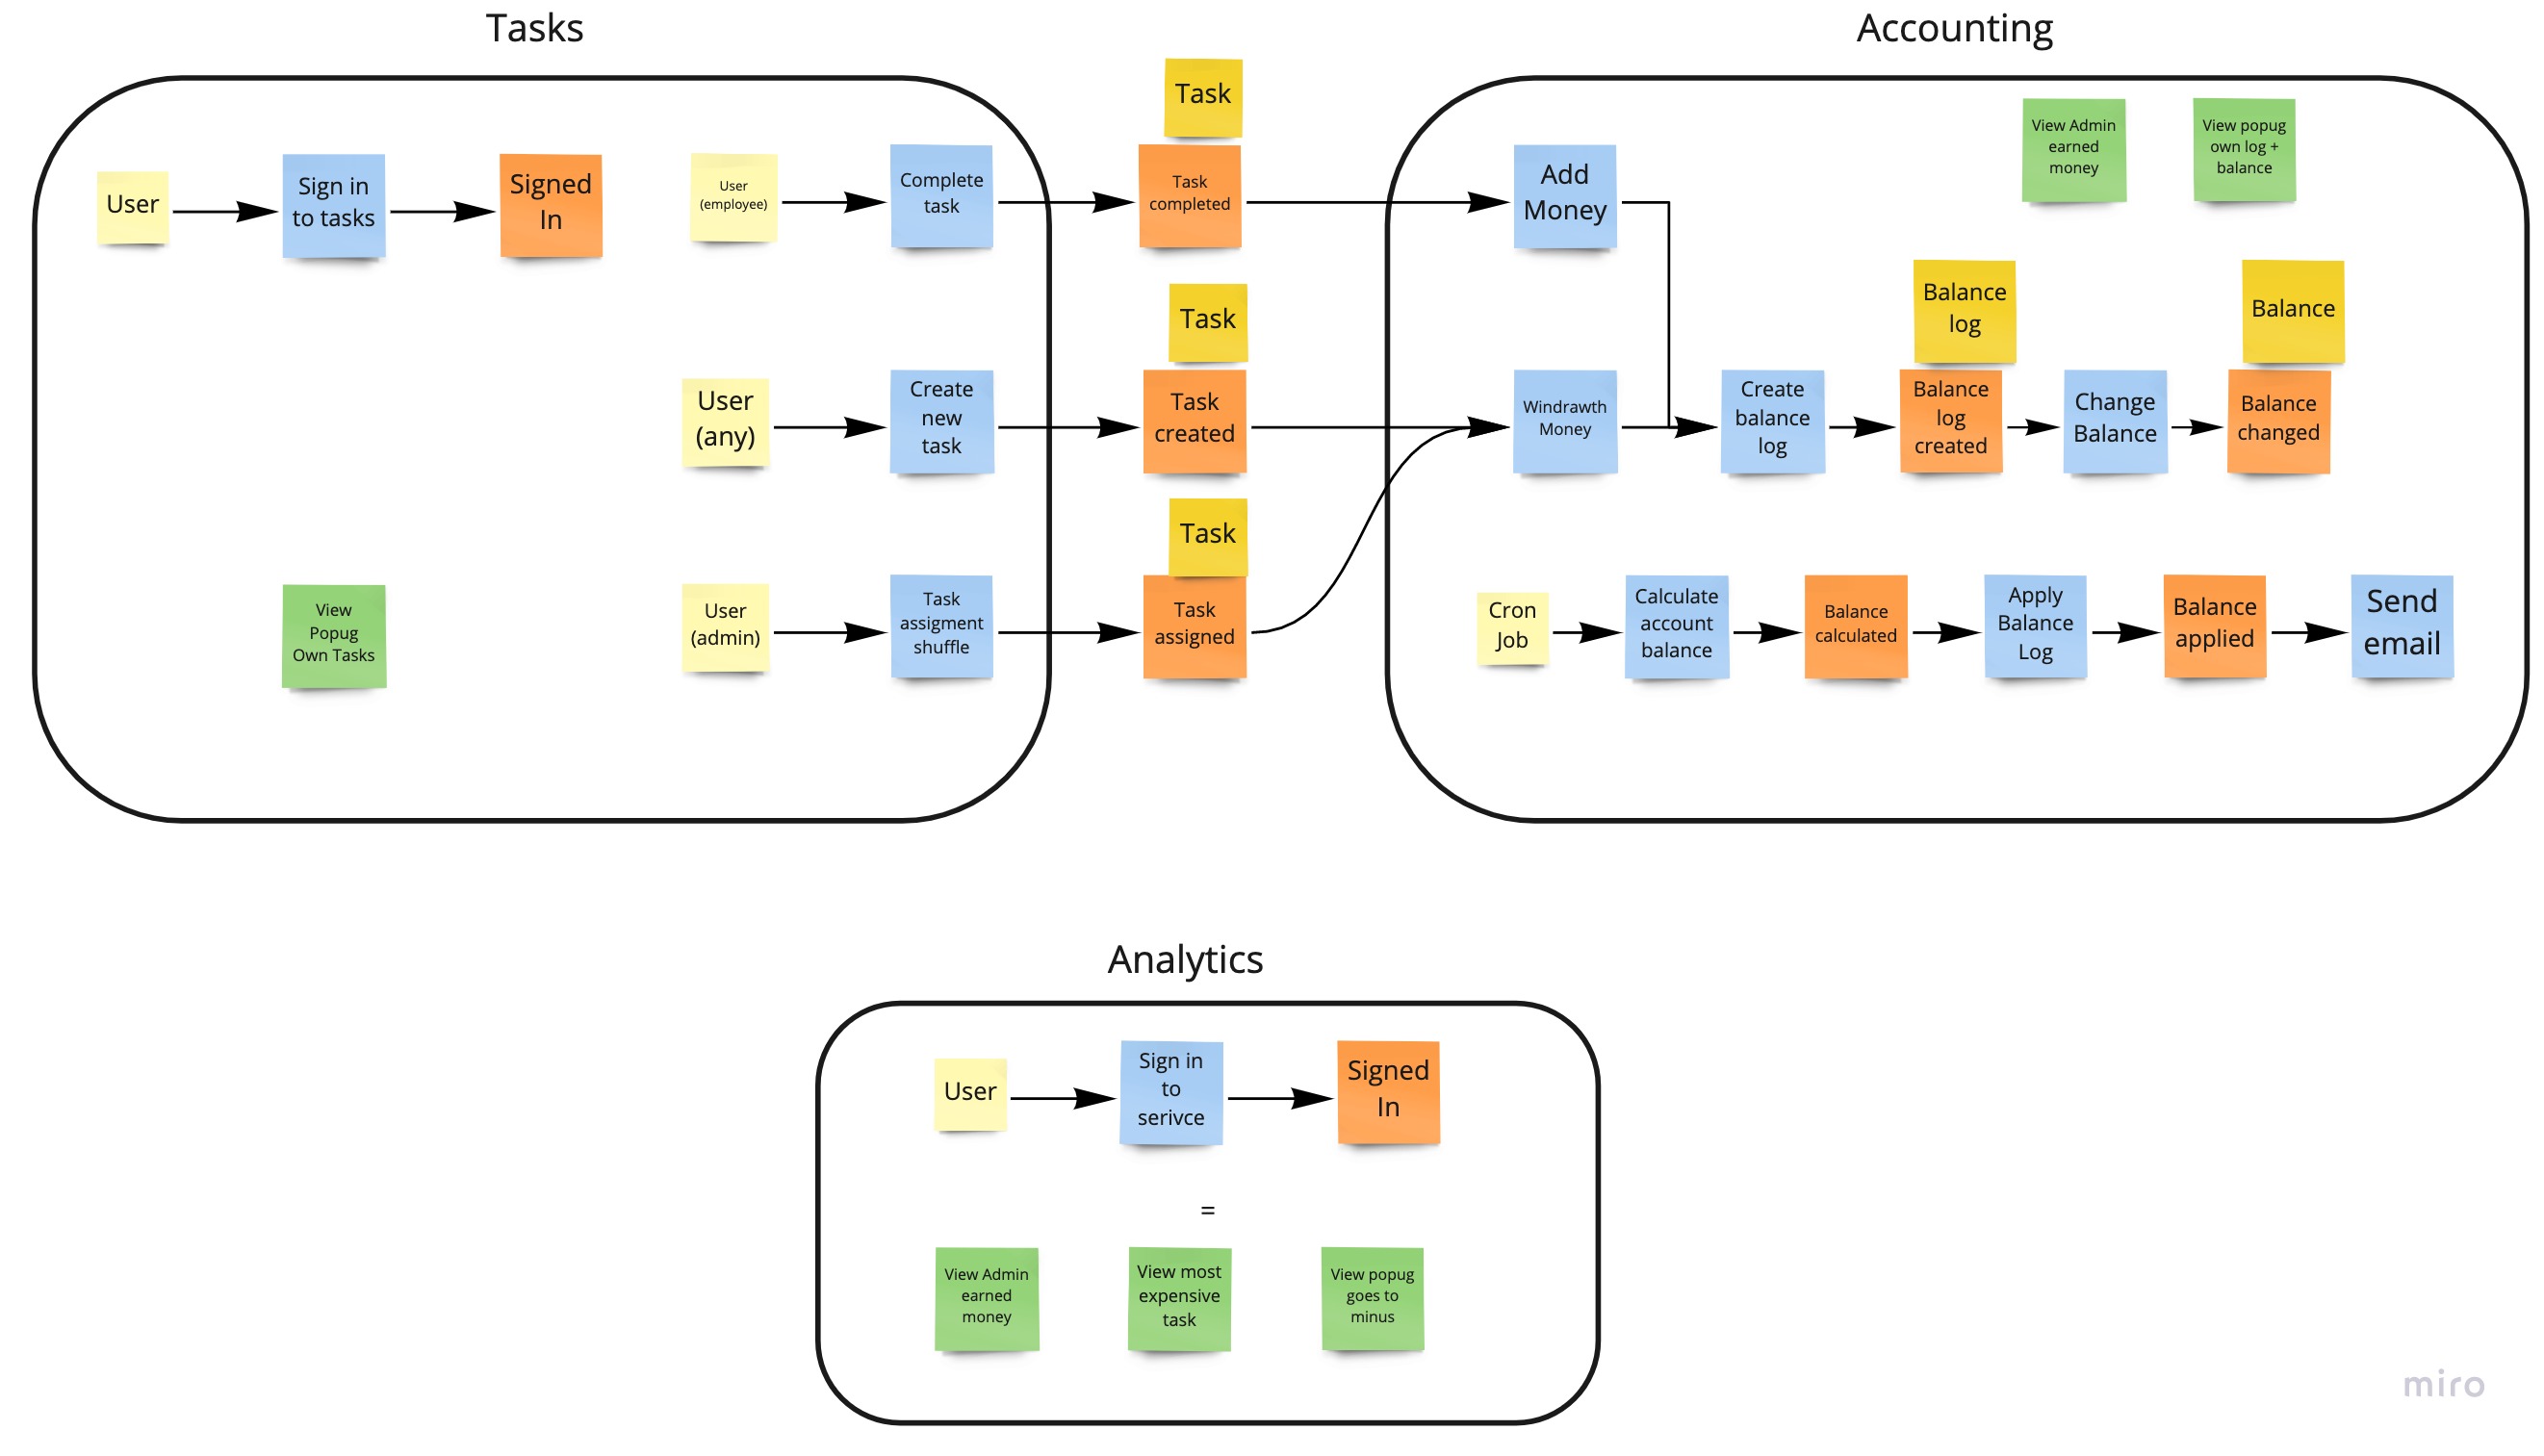 Tasks
Accounting
Task
View Admin
earned
money
View popug
own log +
balance
User
Sign in
to tasks
Signed
In
User
(employee)
Complete
task
Task
completed
Add
Money
Task
Balance
log
Balance
User
(any)
Create
new
task
Task
created
Windrawth
Money
Create
balance
log
Balance
log
created
Change
Balance
Balance
changed
Task
View
Popug
Own Tasks
User
(admin)
Task
assigment
shuffle
Task
assigned
Cron
Job
Calculate
account
balance
Balance
calculated
Apply
Balance
Log
Balance
applied
Send
email
Analytics
User
Sign in
to
serivce
Signed
In
=
View Admin
earned
money
View most
expensive
task
View popug
goes to
minus
miro